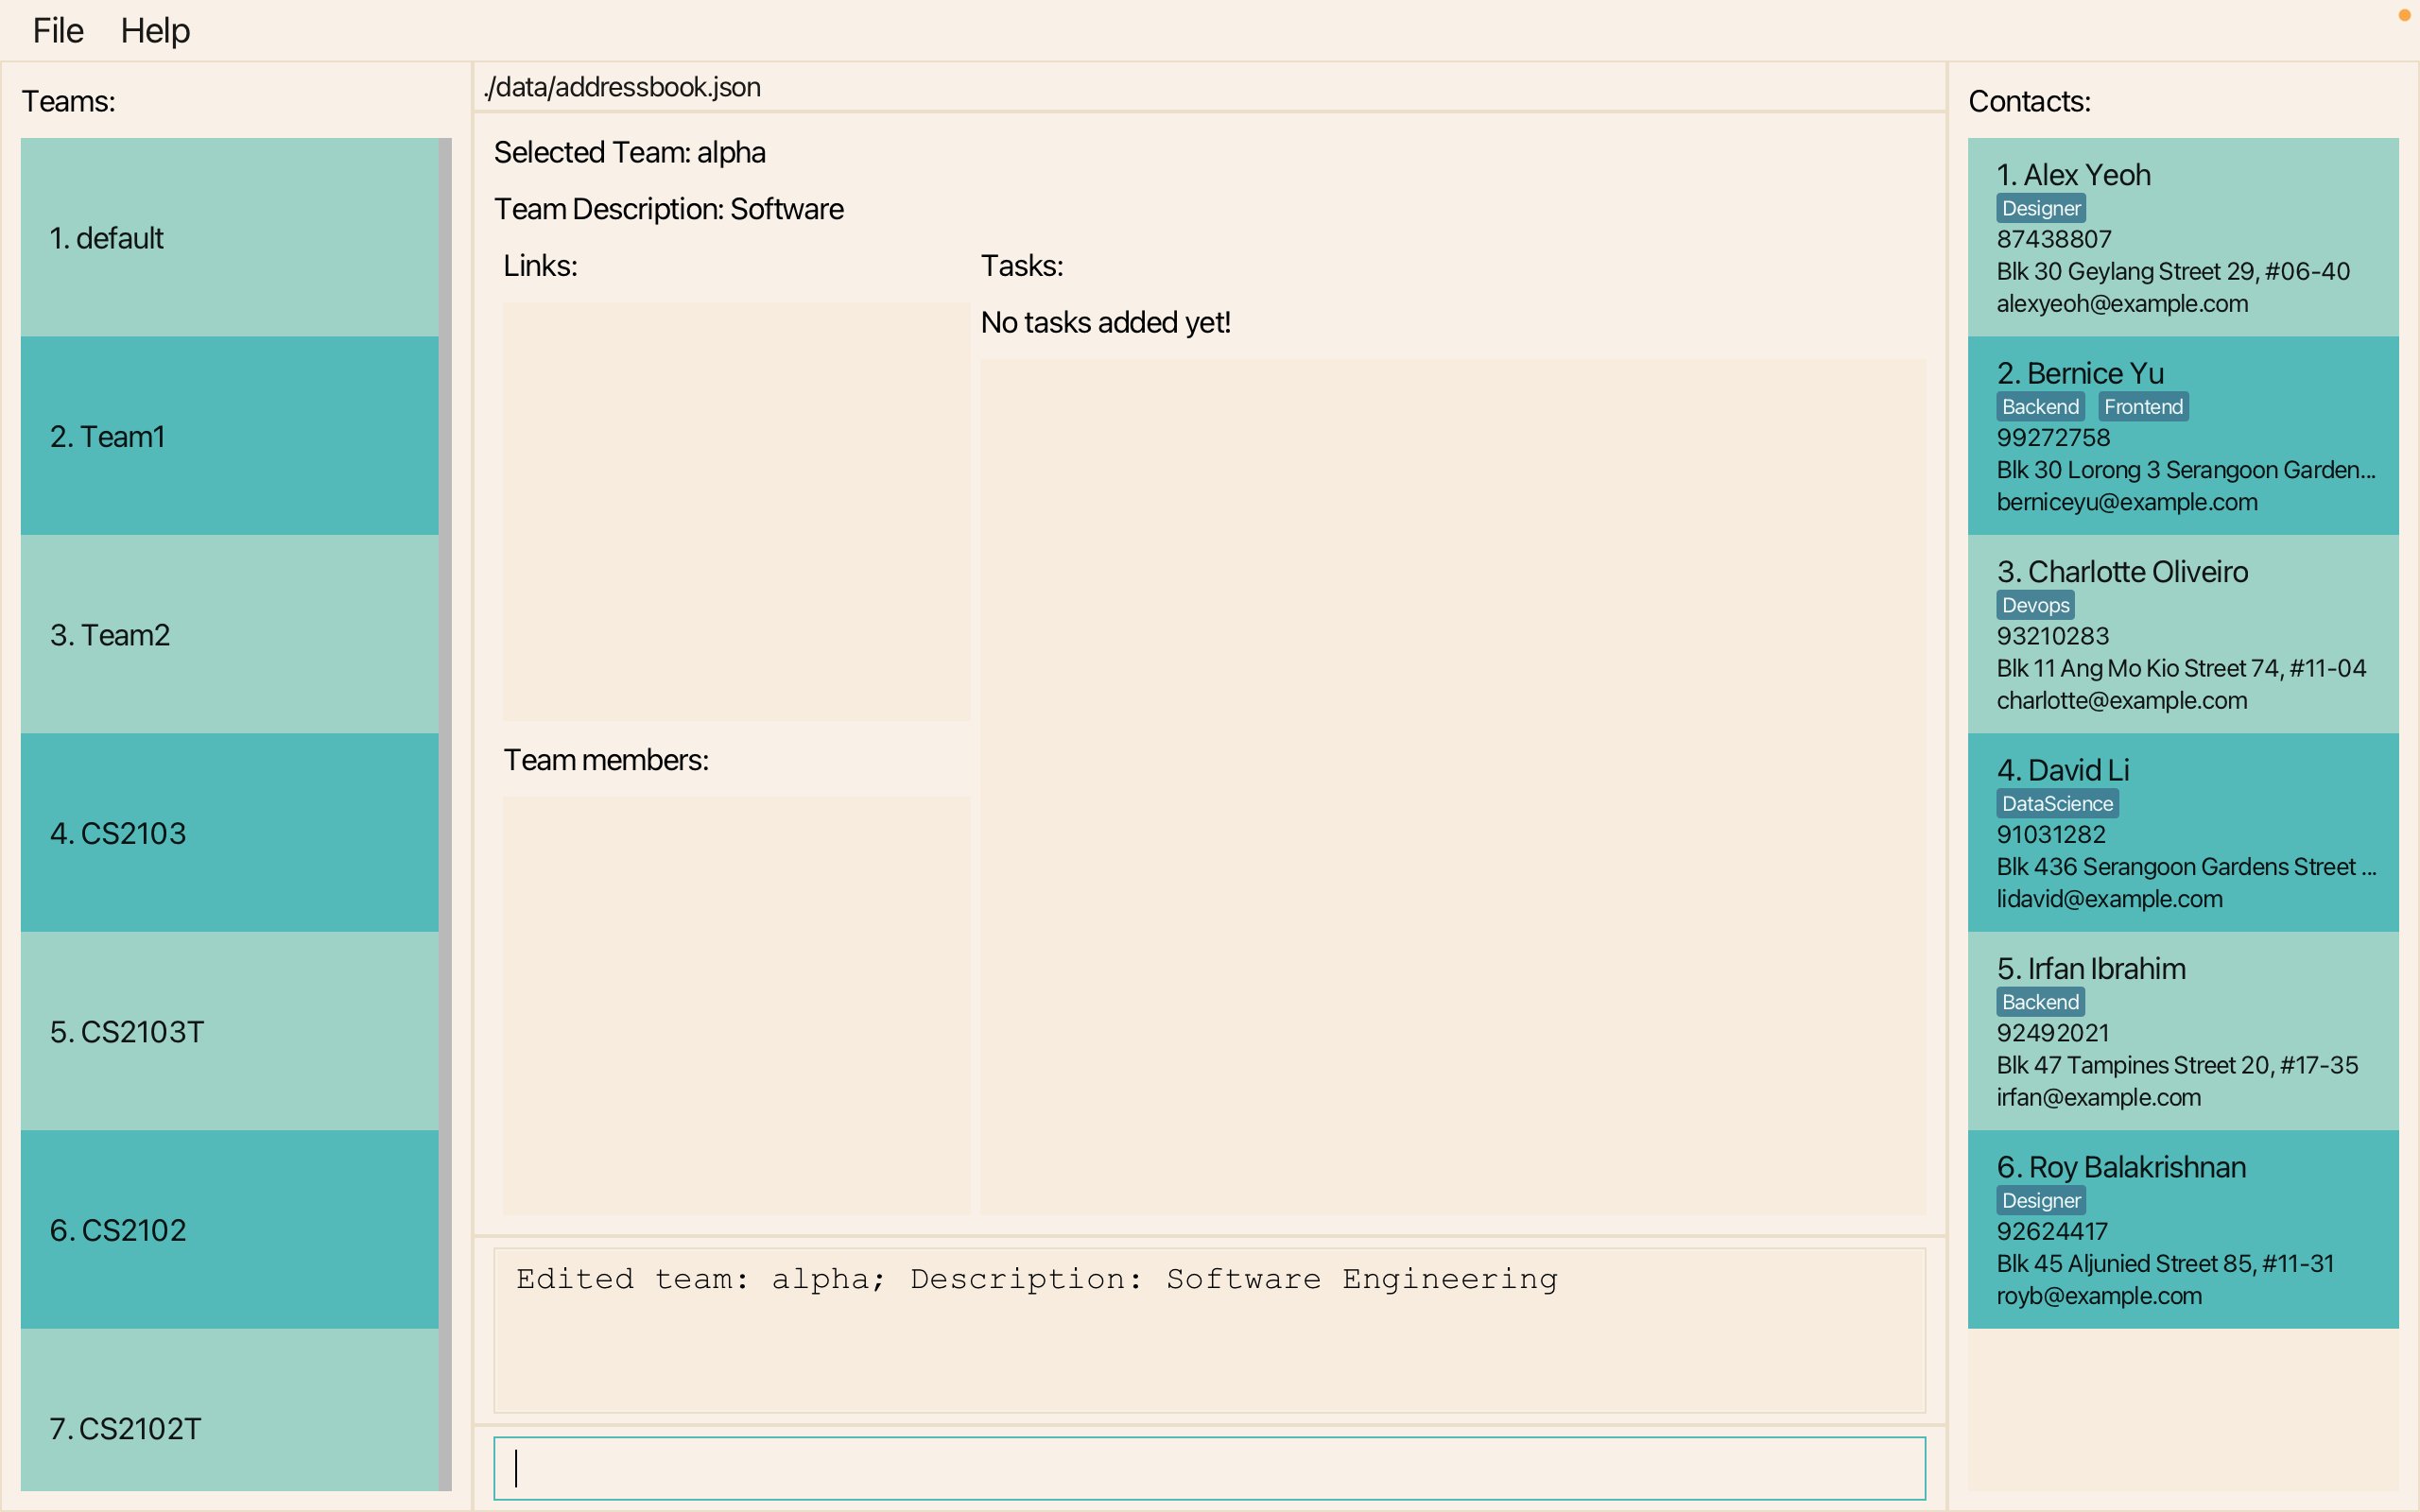 File Help
Teams:
1. default
2. Team1
3. Team2
4. CS2103
5. CS2103T
6. CS2102
7. CS2102T
./data/addressbook.json
Selected Team: alpha
Team Description: Software
Links:
Team members:
Tasks:
No tasks added yet!
Edited team: alpha; Description: Software Engineering
Contacts:
1. Alex Yeoh
Designer
87438807
Blk 30 Geylang Street 29, #06-40
alexyeoh@example.com
2. Bernice Yu
Backend Frontend
99272758
Blk 30 Lorong 3 Serangoon Garden...
berniceyu@example.com
3. Charlotte Oliveiro
Devops
93210283
Blk 11 Ang Mo Kio Street 74, #11-04
charlotte@example.com
4. David Li
DataScience
91031282
Blk 436 Serangoon Gardens Street ...
lidavid@example.com
5. Irfan Ibrahim
Backend
92492021
Blk 47 Tampines Street 20, #17-35
irfan@example.com
6. Roy Balakrishnan
Designer
92624417
Blk 45 Aljunied Street 85, #11-31
royb@example.com